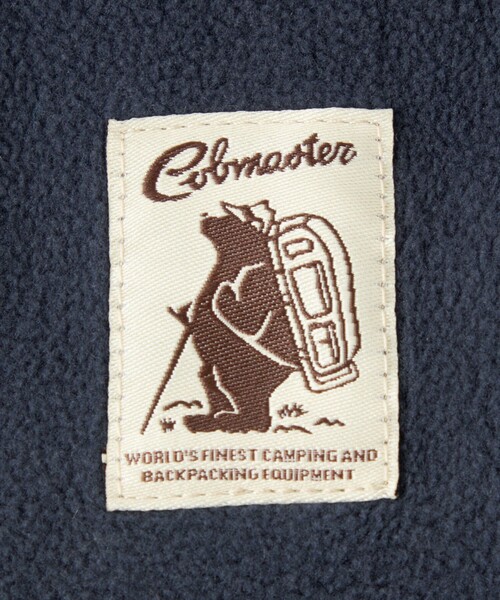 Cobmaster
WORLD'S FINEST CAMPING AND
BACKPACKING EQUIPMENT